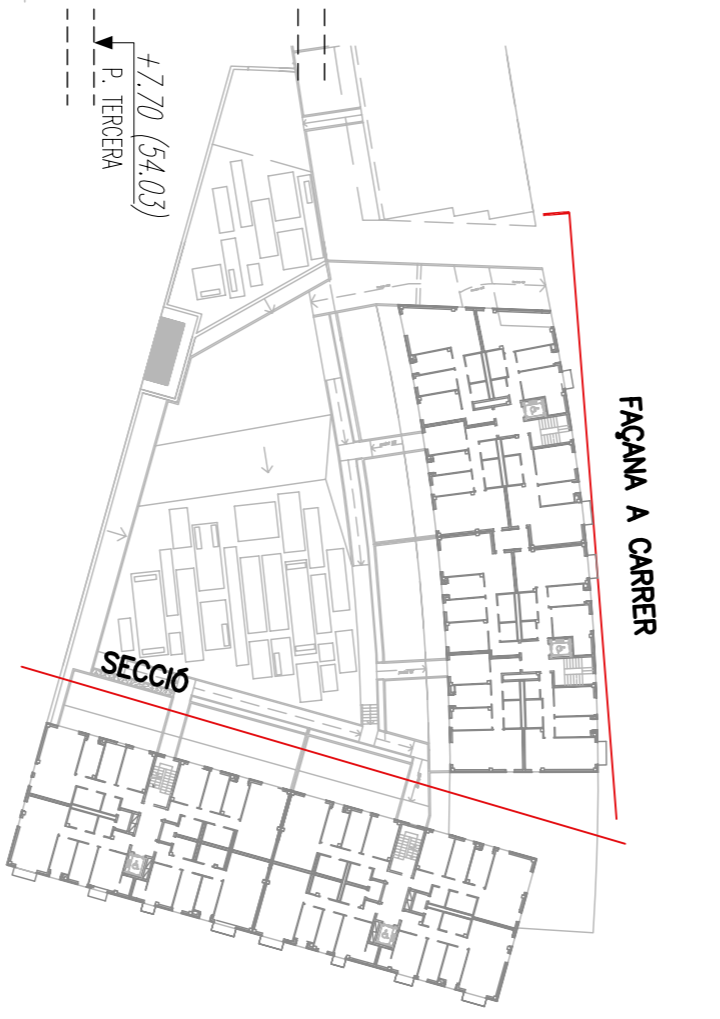 +7.70 (54.03)
P. TERCERA
FAÇANA A CARRER
SECCIÓ